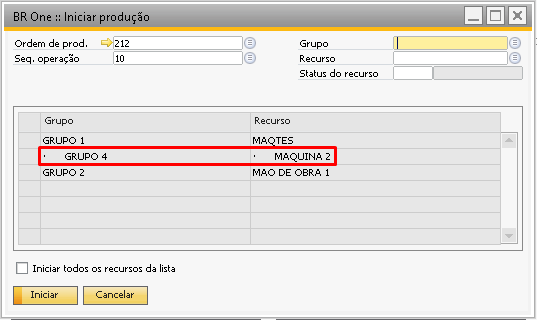 BR One :: Iniciar produção
Ordem de prod. 212 Grupo
Seq. operação 10 Recurso
Status do recurso
Grupo Recurso
GRUPO 1 MAQTES
· GRUPO 4 · MAQUINA 2
GRUPO 2 MAO DE OBRA 1
Iniciar todos os recursos da lista
Iniciar Cancelar